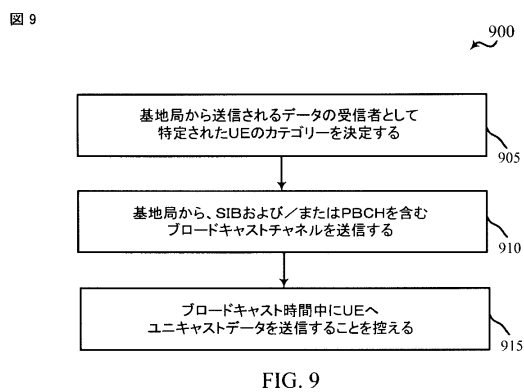 図 9
900
基地局から送信されるデータの受信者として
特定されたUEのカテゴリーを決定する
905
基地局から、SIBおよび／またはPBCHを含む
ブロードキャストチャネルを送信する
910
ブロードキャスト時間中にUEへ
ユニキャストデータを送信することを控える
915
FIG. 9